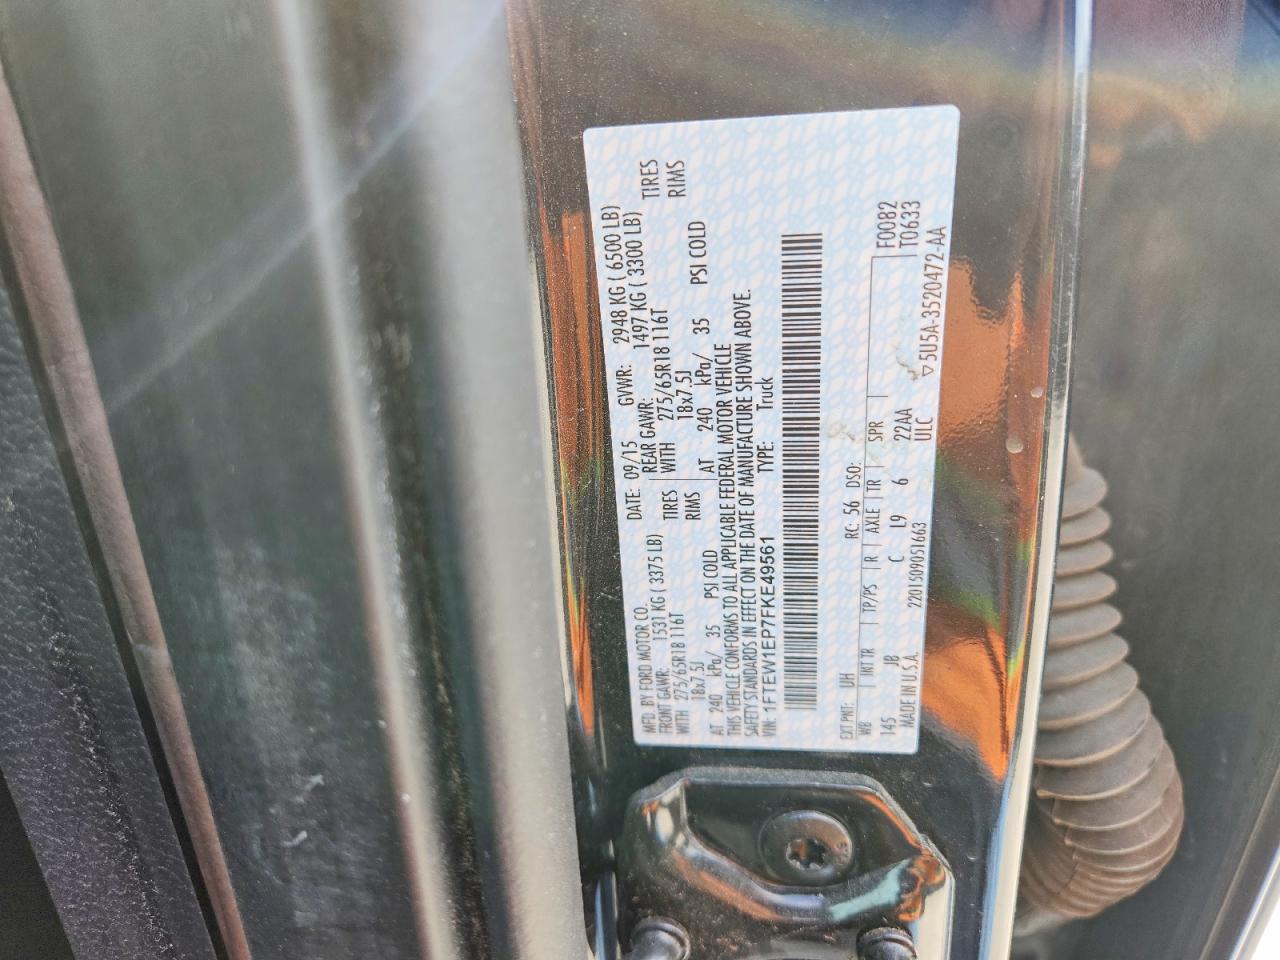 MFD. BY FORD MOTOR CO.
DATE: 09/15 GVWR: 2948 KG ( 6500 LB)
FRONT GAWR: 1531 KG ( 3375 LB)
REAR GAWR: 1497 KG ( 3300 LB)
WITH 275/65R18 116T TIRES
WITH 275/65R18 116T TIRES
18x7.5J RIMS
18x7.5J RIMS
AT 240 kPa/ 35 PSI COLD
AT 240 kPa/ 35 PSI COLD
THIS VEHICLE CONFORMS TO ALL APPLICABLE FEDERAL MOTOR VEHICLE
SAFETY STANDARDS IN EFFECT ON THE DATE OF MANUFACTURE SHOWN ABOVE.
VIN: 1FTEW1EP7FKE49561 TYPE: Truck
EXT PNT: UH RC: 56 DSO:
F0082
WB INT TR TP/PS R AXLE TR SPR
T0633
145 JB C L9 6 22AA
MADE IN U.S.A. 2201509051663 ULC ▽5U5A-3520472-AA